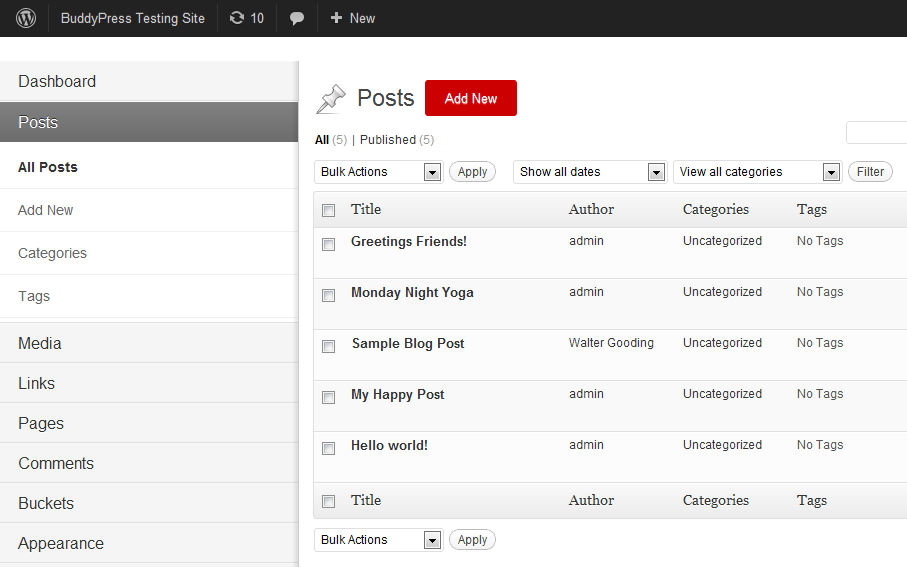 BuddyPress Testing Site 10 + New
Dashboard
Posts
All Posts
Add New
Categories
Tags
Media
Links
Pages
Comments
Buckets
Appearance
Posts Add New
All (5) | Published (5)
Bulk Actions Apply Show all dates View all categories Filter
Title Author Categories Tags
Greetings Friends! admin Uncategorized No Tags
Monday Night Yoga admin Uncategorized No Tags
Sample Blog Post Walter Gooding Uncategorized No Tags
My Happy Post admin Uncategorized No Tags
Hello world! admin Uncategorized No Tags
Title Author Categories Tags
Bulk Actions Apply